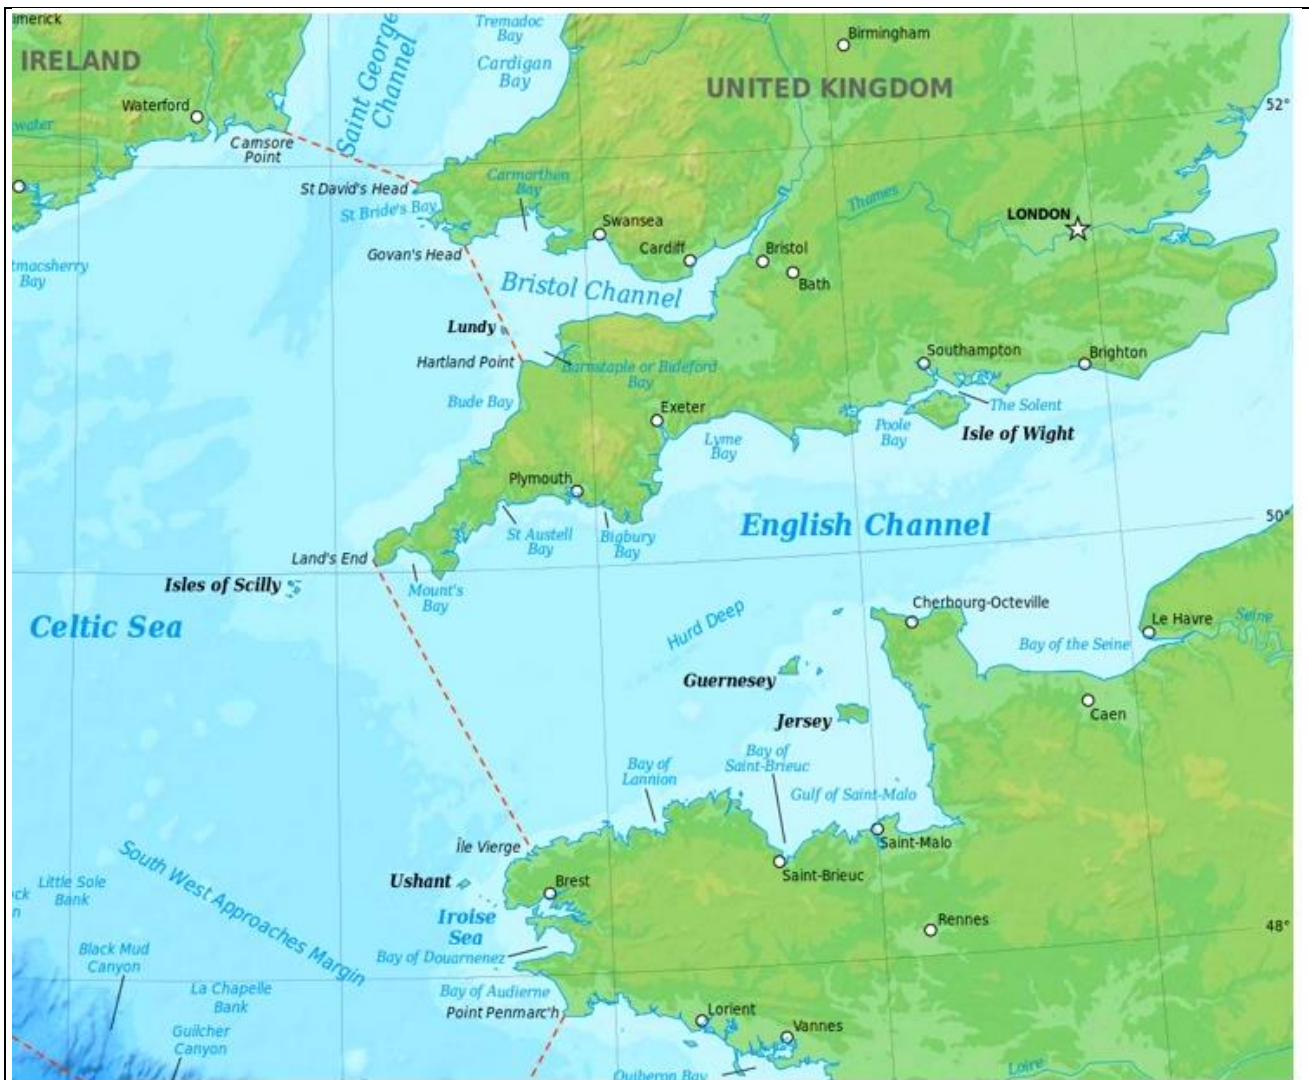 imerick
Tremadoc
Bay
Birmingham
IRELAND
Saint George
Channel
Cardigan
Bay
UNITED KINGDOM
Waterford
52°
water
Carnsore
Point
St David's Head
Carmarthen
Bay
Thames
St Bride's Bay
Swansea
LONDON
Govan's Head
Cardiff
Bristol
tmacsherry
Bay
Bath
Bristol Channel
Lundy
Hartland Point
Barnstaple or Bideford
Bay
Southampton
Brighton
Bude Bay
Exeter
The Solent
Lyme
Bay
Poole
Bay
Isle of Wight
Plymouth
English Channel
50°
St Austell
Bay
Bigbury
Bay
Land's End
Isles of Scilly
Mount's
Bay
Celtic Sea
Hurd Deep
Cherbourg-Octeville
Le Havre
Seine
Bay of the Seine
Guernesey
Jersey
Caen
Bay of
Lannion
Bay of
Saint-Brieuc
Gulf of Saint-Malo
Île Vierge
Saint-Malo
South West Approaches Margin
Ushant
Brest
Saint-Brieuc
Little Sole
Bank
Iroise
Sea
Rennes
48°
Black Mud
Canyon
Bay of Douarnenez
La Chapelle
Bank
Bay of Audierne
Point Penmarc'h
Lorient
Vannes
Guilcher
Canyon
Quiberon Bay
Loire